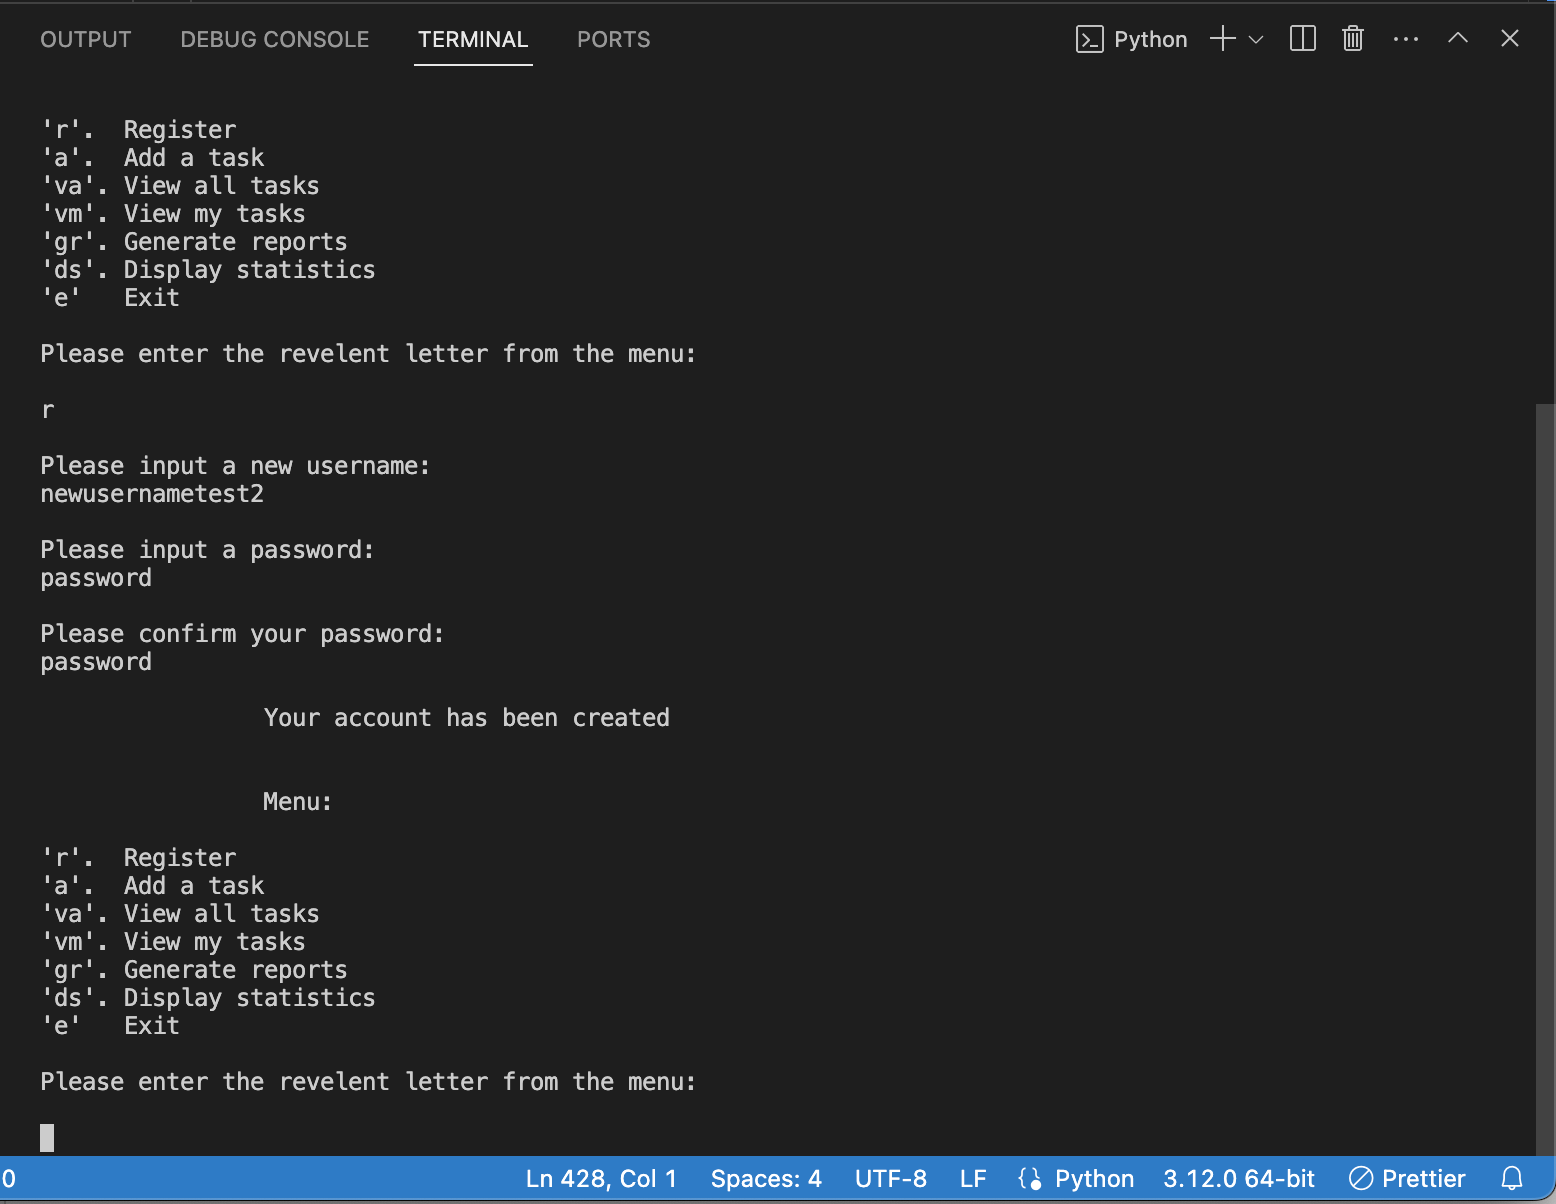 OUTPUT DEBUG CONSOLE TERMINAL PORTS Python
'r'.  Register
'a'.  Add a task
'va'. View all tasks
'vm'. View my tasks
'gr'. Generate reports
'ds'. Display statistics
'e'   Exit
Please enter the revelent letter from the menu:
r
Please input a new username:
newusernametest2
Please input a password:
password
Please confirm your password:
password
Your account has been created
Menu:
'r'.  Register
'a'.  Add a task
'va'. View all tasks
'vm'. View my tasks
'gr'. Generate reports
'ds'. Display statistics
'e'   Exit
Please enter the revelent letter from the menu:
0 Ln 428, Col 1 Spaces: 4 UTF-8 LF Python 3.12.0 64-bit Prettier